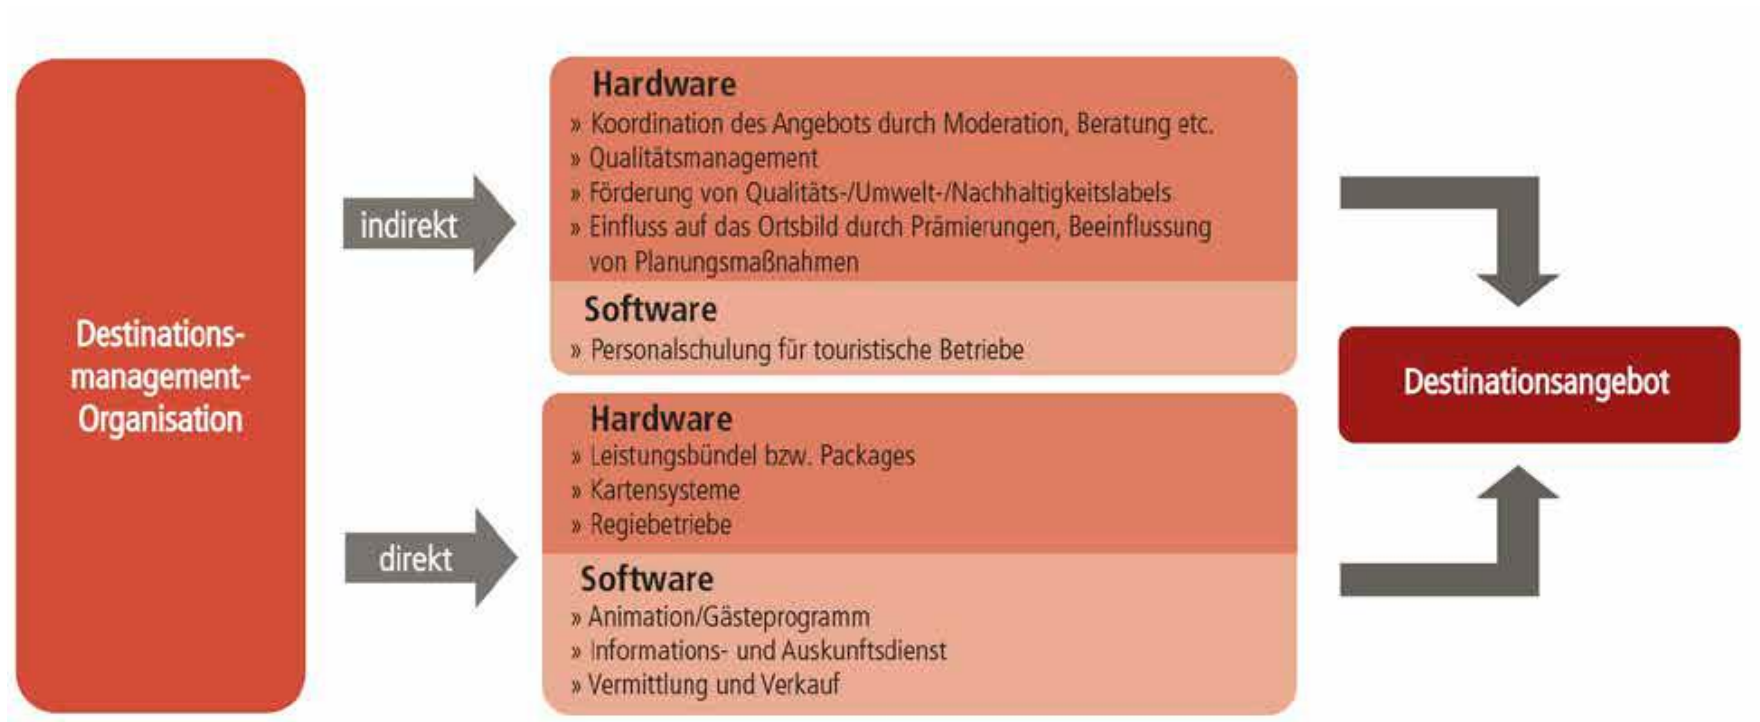 Destinations-
management-
Organisation
indirekt
Hardware
» Koordination des Angebots durch Moderation, Beratung etc.
» Qualitätsmanagement
» Förderung von Qualitäts-/Umwelt-/Nachhaltigkeitslabels
» Einfluss auf das Ortsbild durch Prämierungen, Beeinflussung
von Planungsmaßnahmen
Software
» Personalschulung für touristische Betriebe
direkt
Hardware
» Leistungsbündel bzw. Packages
» Kartensysteme
» Regiebetriebe
Software
» Animation/Gästeprogramm
» Informations- und Auskunftsdienst
» Vermittlung und Verkauf
Destinationsangebot